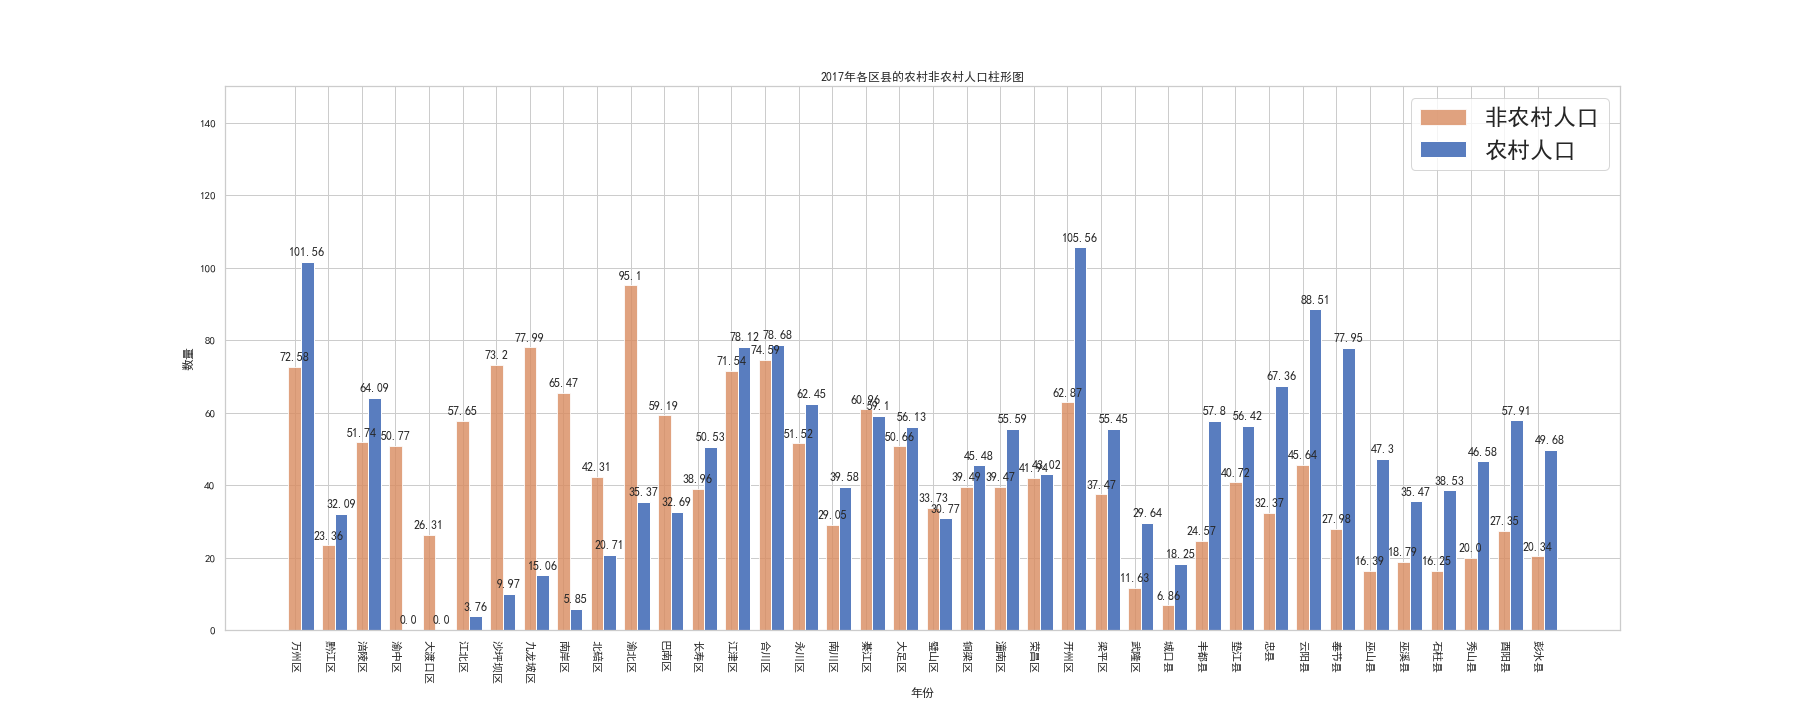 2017年各区县的农村非农村人口柱形图
非农村人口
农村人口
数量
140
120
100
80
60
40
20
0
72.58
101.56
23.36
32.09
51.74
64.09
50.77
0.0
26.31
0.0
57.65
3.76
73.2
9.97
77.99
15.06
65.47
5.85
42.31
20.71
95.1
35.37
59.19
32.69
38.96
50.53
71.54
78.12
74.59
78.68
51.52
62.45
29.05
39.58
60.96
59.1
50.66
56.13
33.73
30.77
39.49
45.48
39.47
55.59
41.94
43.02
62.87
105.56
37.47
55.45
11.63
29.64
6.86
18.25
24.57
57.8
40.72
56.42
32.37
67.36
45.64
88.51
27.98
77.95
16.39
47.3
18.79
35.47
16.25
38.53
20.0
46.58
27.35
57.91
20.34
49.68
万州区
黔江区
涪陵区
渝中区
大渡口区
江北区
沙坪坝区
九龙坡区
南岸区
北碚区
渝北区
巴南区
长寿区
江津区
合川区
永川区
南川区
綦江区
大足区
璧山区
铜梁区
潼南区
荣昌区
开州区
梁平区
武隆区
城口县
丰都县
垫江县
忠县
云阳县
奉节县
巫山县
巫溪县
石柱县
秀山县
酉阳县
彭水县
年份